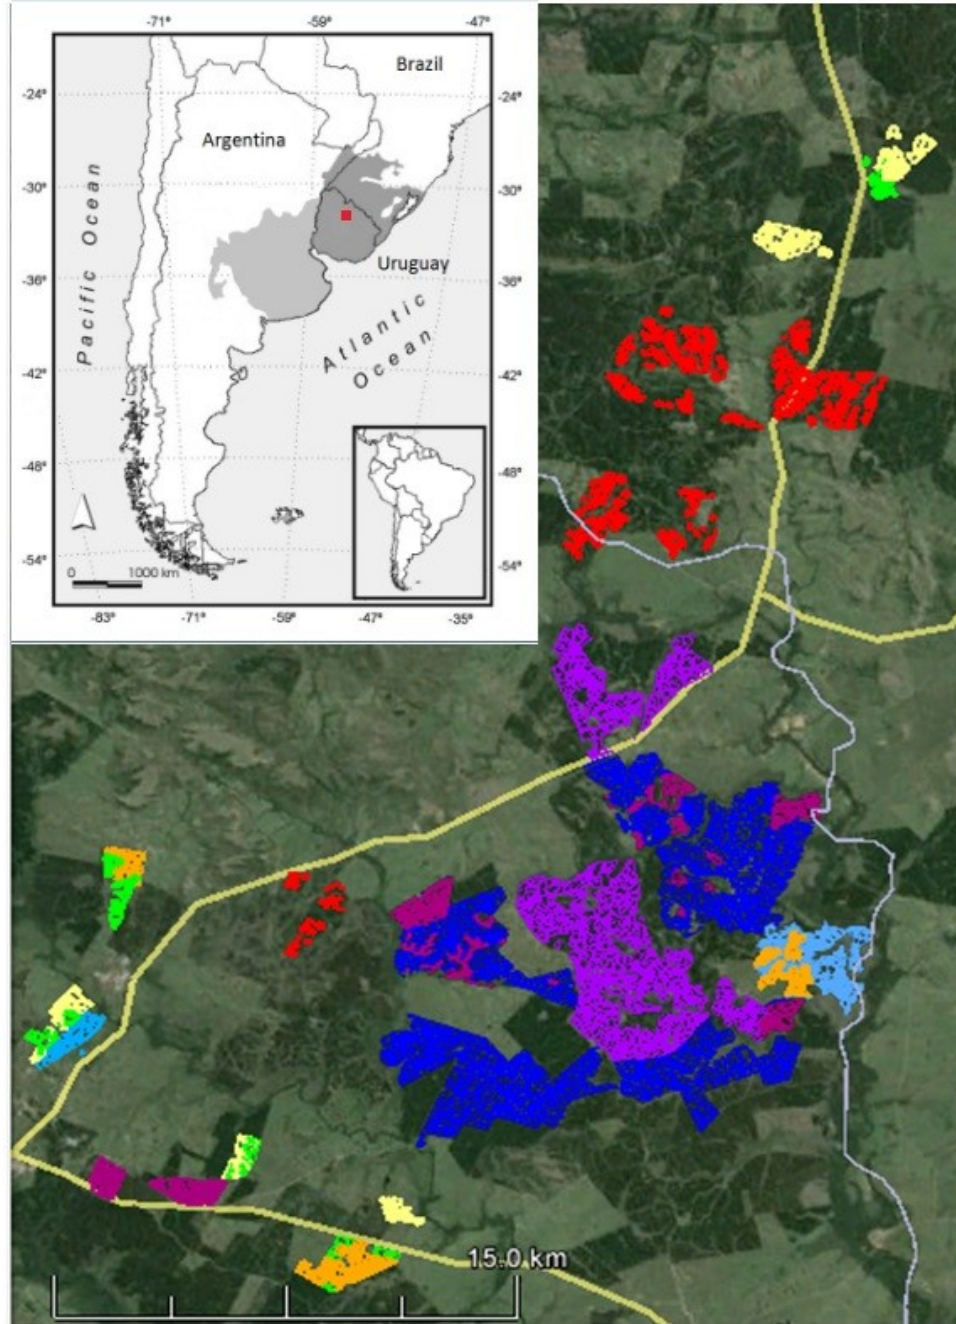 -71° -59° -47°
Brazil
-24° -24°
Argentina
-30° -30°
Pacific Ocean
Uruguay
-36° -36°
Atlantic
Ocean
-42° -42°
-48° -48°
-54° -54°
0 1000 km
-83° -71° -59° -47° -35°
15.0 km